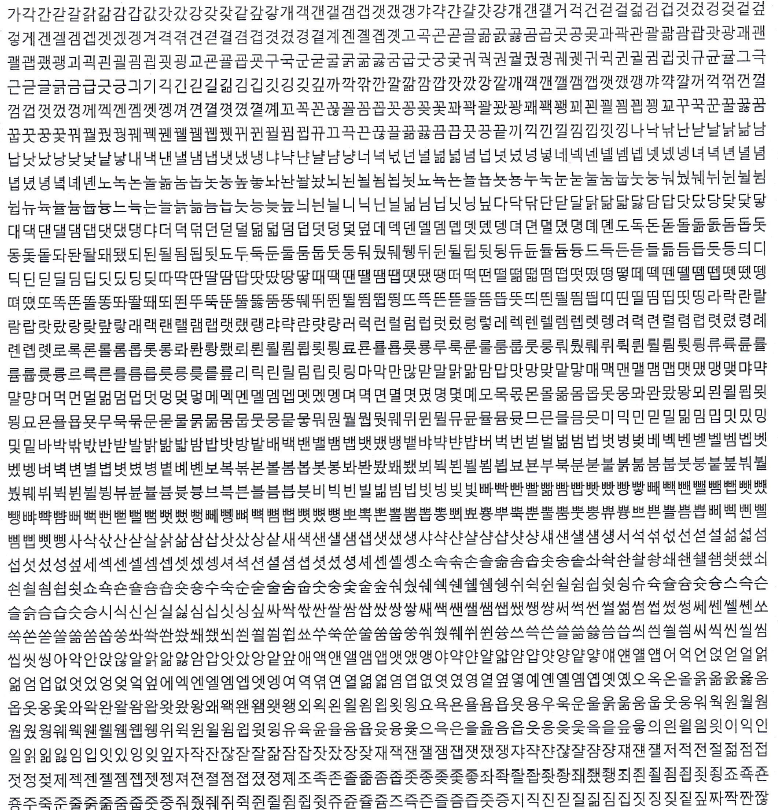 가각간갇갈갉갊감갑값갓갔강갖갗같갚갛개객갠갤갬갭갯갰갱갸갹갼걀걋걍걔걘걜거걱건걷걸걺검겁것겄겅겆겉겊
겋게겐겔겜겝겟겠겡겨격겪견겯결겸겹겻겼경곁계곈곌곕곗고곡곤곧골곪곬곯곰곱곳공곶과곽관괄괆괌괍괏광괘괜
괠괩괬괭괴괵괸괼굄굅굇굉교굔굘굡굣구국군굳굴굵굶굻굼굽굿궁궂궈궉권궐궜궝궤궷귀귁귄귈귐귑귓규균귤그극
근귿글긁금급긋긍긔기긱긴긷길긺김깁깃깅깆깊까깍깎깐깔깖깜깝깟깠깡깥깨깩깬깰깸깹깻깼깽꺄꺅꺌꺼꺽꺾껀껄
껌껍껏껐껑께껙껜껨껫껭껴껸껼꼇꼈꼍꼐꼬꼭꼰꼲꼴꼼꼽꼿꽁꽂꽃꽈꽉꽐꽜꽝꽤꽥꽹꾀꾄꾈꾐꾑꾕꾜꾸꾹꾼꿀꿇꿈
꿉꿋꿍꿎꿔꿜꿨꿩꿰꿱꿴꿸뀀뀁뀄뀌뀐뀔뀜뀝뀨끄끅끈끊끌끎끓끔끕끗끙끝끼끽낀낄낌낍낏낑나낙낚난낟날낡낢남
납낫났낭낮낯낱낳내낵낸낼냄냅냇냈냉냐냑냔냘냠냥너넉넋넌널넒넓넘넙넛넜넝넣네넥넨넬넴넵넷넸넹녀녁년녈념
녑녔녕녘녜녠노녹논놀놂놈놉놋농높놓놔놘놜놨뇌뇐뇔뇜뇝뇟뇨뇩뇬뇰뇹뇻뇽누눅눈눋눌눔눕눗눙눠눴눼뉘뉜뉠뉨
뉩뉴뉵뉼늄늅늉느늑는늘늙늚늠늡늣능늦늪늬늰늴니닉닌닐닒님닙닛닝닢다닥닦단닫달닭닮닯닳담답닷닸당닺닻닿
대댁댄댈댐댑댓댔댕댜더덕덖던덛덜덞덟덤덥덧덩덫덮데덱덴델뎀뎁뎃뎄뎅뎌뎐뎔뎠뎡뎨뎬도독돈돋돌돎돐돔돕돗
동돛돝돠돤돨돼됐되된될됨됩됫됴두둑둔둘둠둡둣둥둬뒀뒈뒝뒤뒨뒬뒵뒷뒹듀듄듈듐듕드득든듣들듦듬듭듯등듸디
딕딘딛딜딤딥딧딨딩딪따딱딴딸땀땁땃땄땅땋때땍땐땔땜땝땟땠땡떠떡떤떨떪떫떰떱떳떴떵떻떼떽뗀뗄뗌뗍뗏뗐뗑
뗘뗬또똑똔똘똥똬똴뙈뙤뙨뚜뚝뚠뚤뚫뚬뚱뛔뛰뛴뛸뜀뜁뜅뜨뜩뜬뜯뜰뜸뜹뜻띄띈띌띔띕띠띤띨띰띱띳띵라락란랄
람랍랏랐랑랒랖랗래랙랜랠램랩랫랬랭랴략랸럇량러럭런럴럼럽럿렀렁렇레렉렌렐렘렙렛렝려력련렬렴렵렷렸령례
롄롑롓로록론롤롬롭롯롱롸롼뢍뢨뢰뢴뢸룀룁룃룅료룐룔룝룟룡루룩룬룰룸룹룻룽뤄뤘뤠뤼뤽륀륄륌륏륑류륙륜률
륨륩륫륭르륵른를름릅릇릉릊릍릎리릭린릴림립릿링마막만많맏말맑맒맘맙맛망맞맡맣매맥맨맬맴맵맷맸맹맺먀먁
먈먕머먹먼멀멂멈멉멋멍멎멓메멕멘멜멤멥멧멨멩며멱면멸몃몄명몇몌모목몫몬몰몲몸몹못몽뫄뫈뫘뫙뫼묀묄묍묏
묑묘묜묠묩묫무묵묶문묻물묽묾뭄뭅뭇뭉뭍뭏뭐뭔뭘뭡뭣뭬뮈뮌뮐뮤뮨뮬뮴뮷므믄믈믐믓미믹민믿밀밂밈밉밋밌밍
및밑바박밖밗반받발밝밞밟밤밥밧방밭배백밴밸뱀뱁뱃뱄뱅뱉뱌뱍뱐뱝버벅번벋벌벎범법벗벙벚베벡벤벧벨벰벱벳
벴벵벼벽변별볍볏볐병볕볘볜보복볶본볼봄봅봇봉봐봔봤봬뵀뵈뵉뵌뵐뵘뵙뵤뵨부북분붇불붉붊붐붑붓붕붙붚붜붤
붰붸뷔뷕뷘뷜뷩뷰뷴뷸븀븃븅브븍븐블븜븝븟비빅빈빌빎빔빕빗빙빚빛빠빡빤빨빪빰빱빳빴빵빻빼빽뺀뺄뺌뺍뺏뺐
뺑뺘뺙뺨뻐뻑뻔뻗뻘뻠뻣뻤뻥뻬뼁뼈뼉뼘뼙뼛뼜뼝뽀뽁뽄뽈뽐뽑뽕뾔뾰뿅뿌뿍뿐뿔뿜뿟뿡쀼쁑쁘쁜쁠쁨쁩삐삑삔삘
삠삡삣삥사삭삯산삳살삵삶삼삽삿샀상샅새색샌샐샘샙샛샜생샤샥샨샬샴샵샷샹섀섄섈섐섕서석섞섟선섣설섦섧섬
섭섯섰성섶세섹센셀셈셉셋셌셍셔셕션셜셤셥셧셨셩셰셴셸솅소속솎손솔솖솜솝솟송솥솨솩솬솰솽쇄쇈쇌쇔쇗쇘쇠
쇤쇨쇰쇱쇳쇼쇽숀숄숌숍숏숑수숙순숟술숨숩숫숭숯숱숲숴쉈쉐쉑쉔쉘쉠쉥쉬쉭쉰쉴쉼쉽쉿슁슈슉슐슘슛슝스슥슨
슬슭슴습슷승시식신싣실싫심십싯싱싶싸싹싻싼쌀쌈쌉쌌쌍쌓쌔쌕쌘쌜쌤쌥쌨쌩썅써썩썬썰썲썸썹썼썽쎄쎈쎌쏀쏘
쏙쏜쏟쏠쏢쏨쏩쏭쏴쏵쏸쐈쐐쐤쐬쐰쐴쐼쐽쑈쑤쑥쑨쑬쑴쑵쑹쒀쒔쒜쒸쒼쓩쓰쓱쓴쓸쓺쓿씀씁씌씐씔씜씨씩씬씰씸
씹씻씽아악안앉않알앍앎앓암압앗았앙앝앞애액앤앨앰앱앳앴앵야약얀얄얇얌얍얏양얕얗얘얜얠얩어억언얹얻얼얽
얾엄업없엇었엉엊엌엎에엑엔엘엠엡엣엥여역엮연열엶엷염엽엾엿였영옅옆옇예옌옐옘옙옛옜오옥온올옭옮옰옳옴
옵옷옹옻와왁완왈왐왑왓왔왕왜왝왠왬왯왱외왹왼욀욈욉욋욍요욕욘욜욤욥욧용우욱운울욹욺움웁웃웅워웍원월웜
웝웠웡웨웩웬웰웸웹웽위윅윈윌윔윕윗윙유육윤율윰윱윳융윷으윽은을읊음읍읏응읒읓읔읕읖읗의읜읠읨읫이익인
일읽읾잃임입잇있잉잊잎자작잔잖잗잘잚잠잡잣잤장잦재잭잰잴잼잽잿쟀쟁쟈쟉쟌쟎쟐쟘쟝쟤쟨쟬저적전절젊점접
젓정젖제젝젠젤젬젭젯젱져젼졀졈졉졌졍졔조족존졸졺좀좁좃종좆좇좋좌좍좔좝좟좡좨좼좽죄죈죌죔죕죗죙죠죡죤
죵주죽준줄줅줆줌줍줏중줘줬줴쥐쥑쥔쥘쥠쥡쥣쥬쥰쥴쥼즈즉즌즐즘즙즛증지직진짇질짊짐집짓징짖짙짚짜짝짠짢